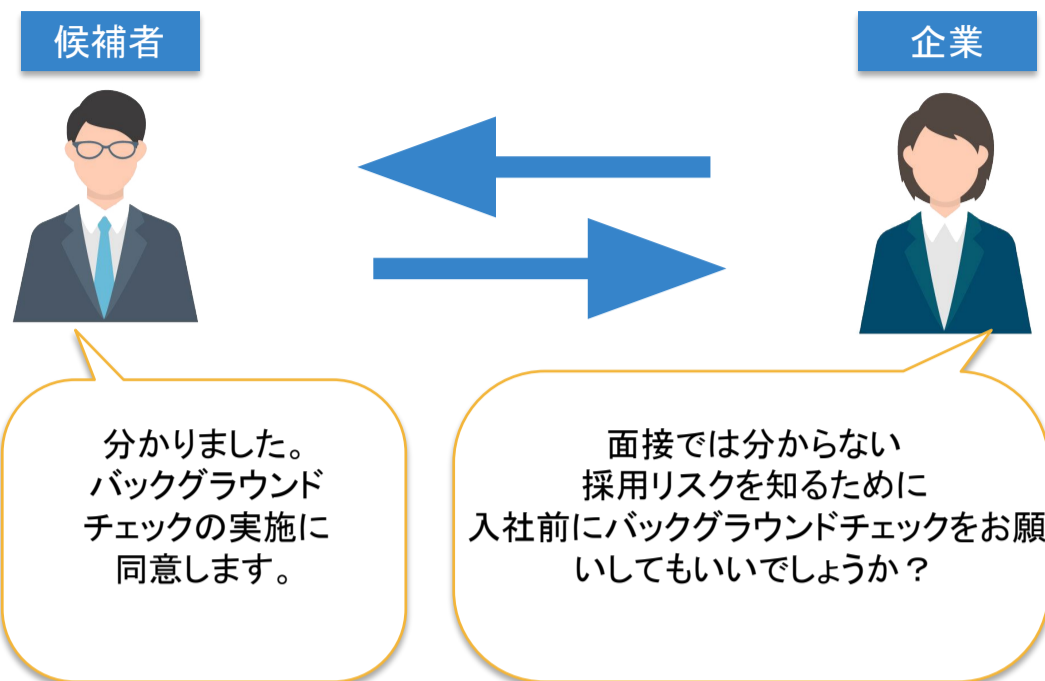 候補者
企業
分かりました。
バックグラウンド
チェックの実施に
同意します。
面接では分からない
採用リスクを知るために
入社前にバックグラウンドチェックをお願
いしてもいいでしょうか？